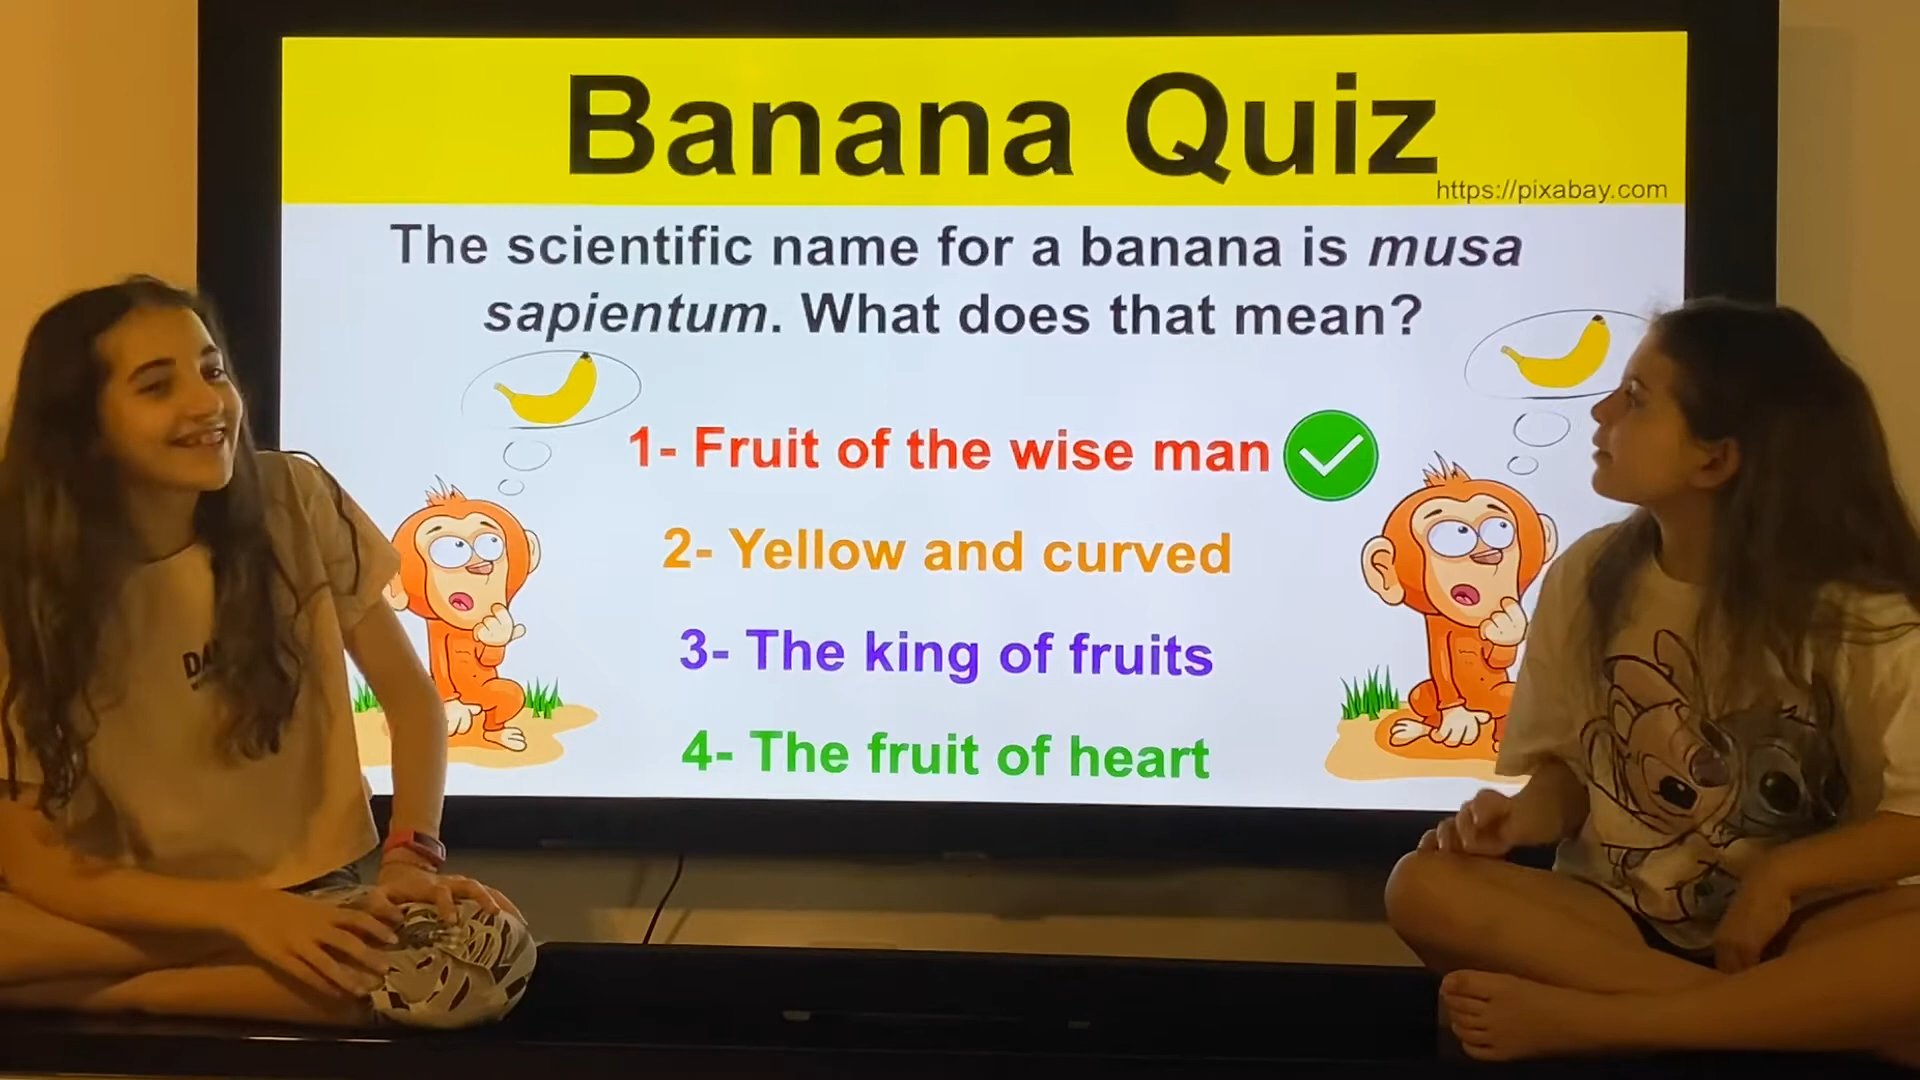 Banana Quiz
https://pixabay.com
The scientific name for a banana is musa
sapientum. What does that mean?
1- Fruit of the wise man
2- Yellow and curved
3- The king of fruits
4- The fruit of heart